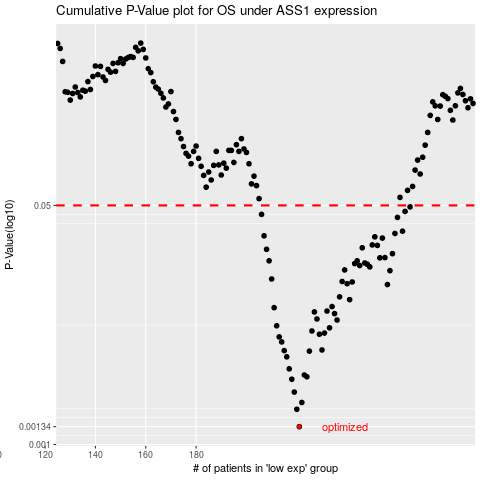 Cumulative P-Value plot for OS under ASS1 expression
P-Value(log10)
0.05
0.00134
0.001
optimized
0
120
140
160
180
# of patients in 'low exp' group